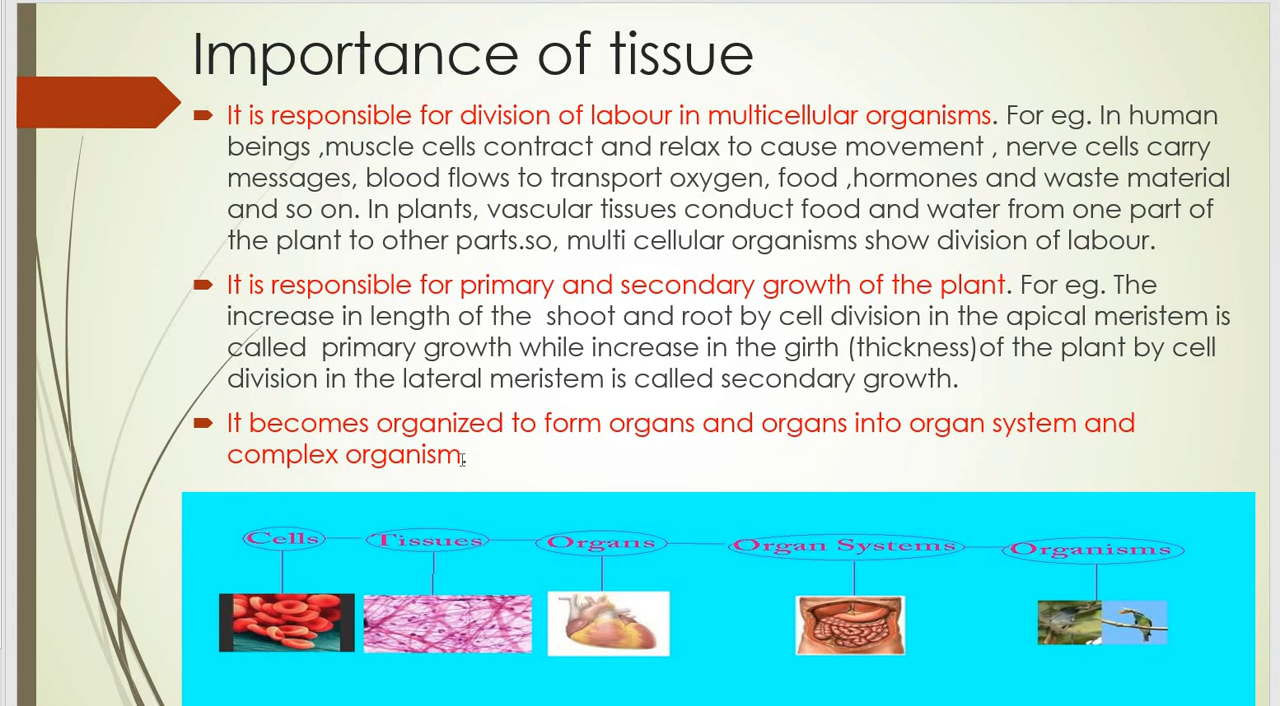 Importance of tissue
It is responsible for division of labour in multicellular organisms. For eg. In human
beings ,muscle cells contract and relax to cause movement , nerve cells carry
messages, blood flows to transport oxygen, food ,hormones and waste material
and so on. In plants, vascular tissues conduct food and water from one part of
the plant to other parts.so, multi cellular organisms show division of labour.
It is responsible for primary and secondary growth of the plant. For eg. The
increase in length of the  shoot and root by cell division in the apical meristem is
called  primary growth while increase in the girth (thickness)of the plant by cell
division in the lateral meristem is called secondary growth.
It becomes organized to form organs and organs into organ system and
complex organism.
Cells Tissues Organs Organ Systems Organisms